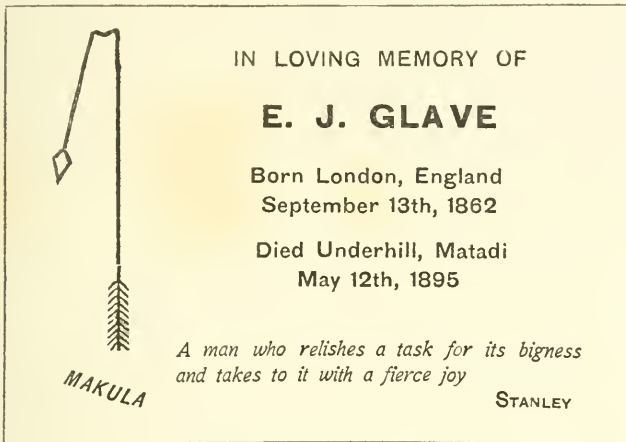 IN LOVING MEMORY OF
E. J. GLAVE
Born London, England
September 13th, 1862
Died Underhill, Matadi
May 12th, 1895
A man who relishes a task for its bigness
and takes to it with a fierce joy
STANLEY
MAKULA